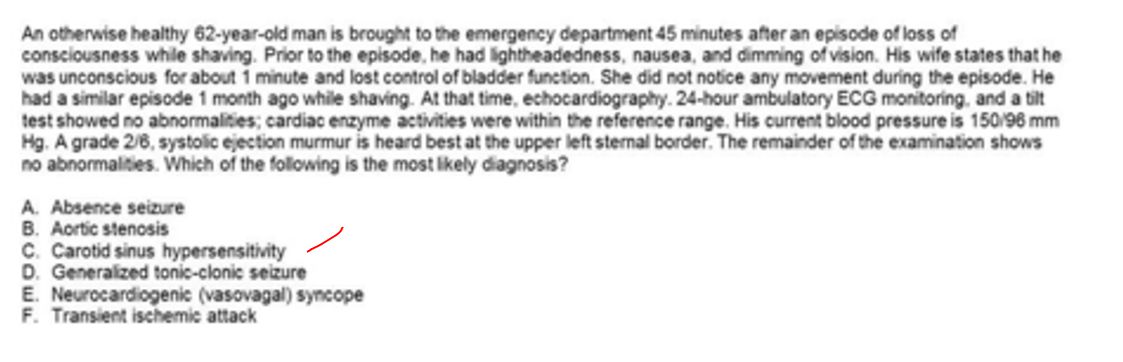 An otherwise healthy 62-year-old man is brought to the emergency department 45 minutes after an episode of loss of
consciousness while shaving. Prior to the episode, he had lightheadedness, nausea, and dimming of vision. His wife states that he
was unconscious for about 1 minute and lost control of bladder function. She did not notice any movement during the episode. He
had a similar episode 1 month ago while shaving. At that time, echocardiography, 24-hour ambulatory ECG monitoring, and a tilt
test showed no abnormalities; cardiac enzyme activities were within the reference range. His current blood pressure is 150/96 mm
Hg. A grade 2/6, systolic ejection murmur is heard best at the upper left sternal border. The remainder of the examination shows
no abnormalities. Which of the following is the most likely diagnosis?
A. Absence seizure
B. Aortic stenosis
C. Carotid sinus hypersensitivity
D. Generalized tonic-clonic seizure
E. Neurocardiogenic (vasovagal) syncope
F. Transient ischemic attack